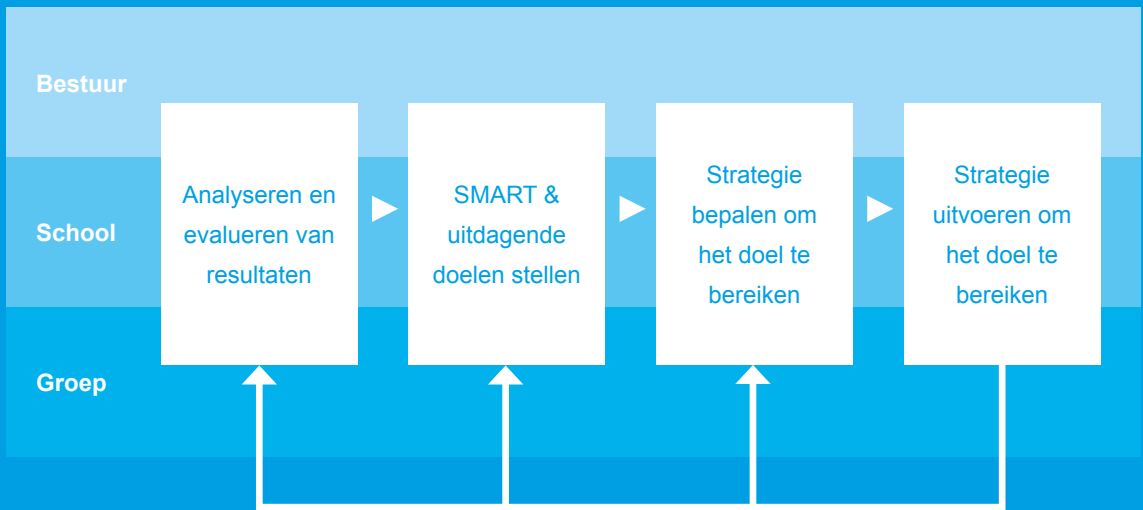 Bestuur
School
Groep
Analyseren en
evalueren van
resultaten
SMART &
uitdagende
doelen stellen
Strategie
bepalen om
het doel te
bereiken
Strategie
uitvoeren om
het doel te
bereiken